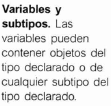 Variables y
subtipos. Las
variables pueden
contener objetos del
tipo declarado o de
cualquier subtipo del
tipo declarado.